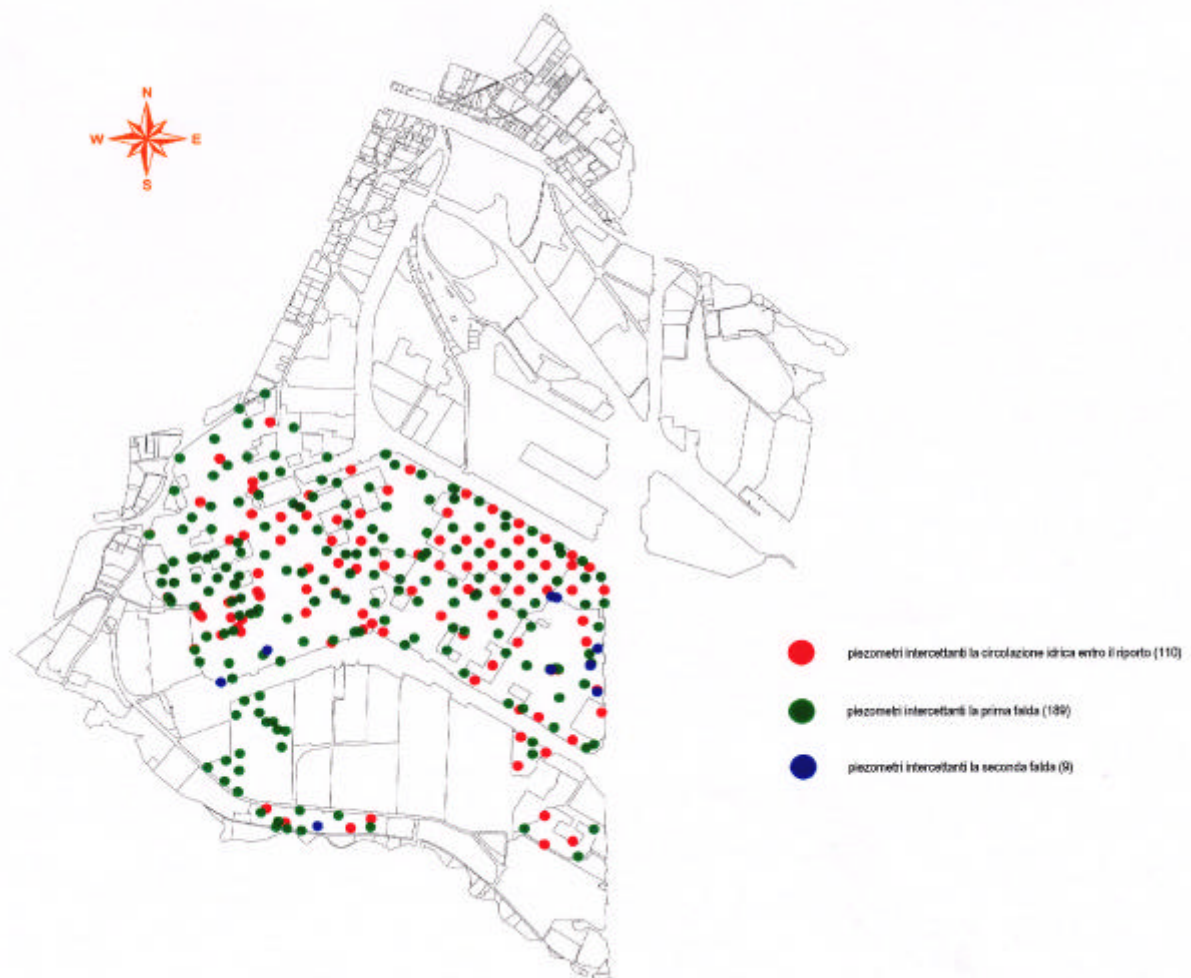 N
W E
S
piezometri intercettanti la circolazione idrica entro il riporto (110)
piezometri intercettanti la prima falda (189)
piezometri intercettanti la seconda falda (9)